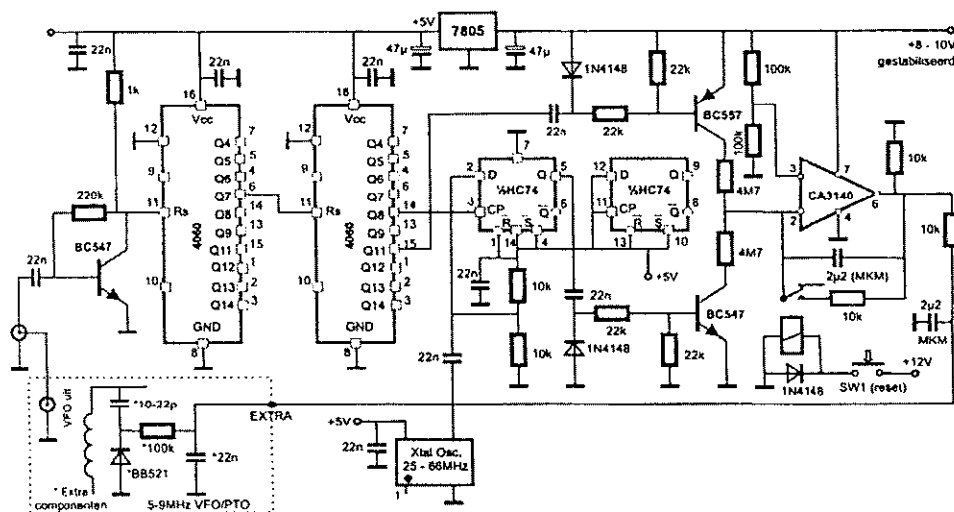 +5V
7805
47µ
47µ
+8 - 10V
gestabiliseerd
22n
1k
22n
16
Vcc
12
9
11
Rs
10
4060
Q4 7
Q5 5
Q6 4
Q7 6
Q8 14
Q9 13
Q11 15
Q12 1
Q13 2
Q14 3
GND
8
220k
BC547
22n
22n
16
Vcc
12
9
11
Rs
10
4060
Q4 7
Q5 5
Q6 4
Q7 6
Q8 14
Q9 13
Q11 15
Q12 1
Q13 2
Q14 3
GND
8
1N4148
22n
22k
22k
BC557
100k
100k
7
2 D Q 5
½HC74
3 CP Q 6
R S
1 14 4
12 D Q 9
½HC74
11 CP Q 8
R S
13 10
+5V
22n
10k
10k
22n
22n
22k
1N4148
22k
BC547
4M7
4M7
3
7
CA3140
2
4
6
10k
10k
2µ2 (MKM)
10k
2µ2
MKM
+12V
1N4148
SW1 (reset)
+5V
22n
Xtal Osc.
25 - 66MHz
1
EXTRA
VFO uit
*10-22p
*100k
*22n
*BB521
* Extra
componenten
5-9MHz VFO/PTO